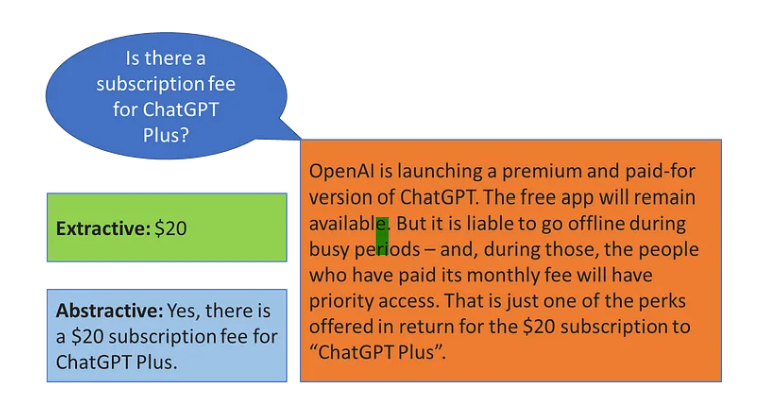 Is there a
subscription fee
for ChatGPT
Plus?
Extractive: $20
Abstractive: Yes, there is
a $20 subscription fee for
ChatGPT Plus.
OpenAI is launching a premium and paid-for
version of ChatGPT. The free app will remain
available. But it is liable to go offline during
busy periods – and, during those, the people
who have paid its monthly fee will have
priority access. That is just one of the perks
offered in return for the $20 subscription to
“ChatGPT Plus”.